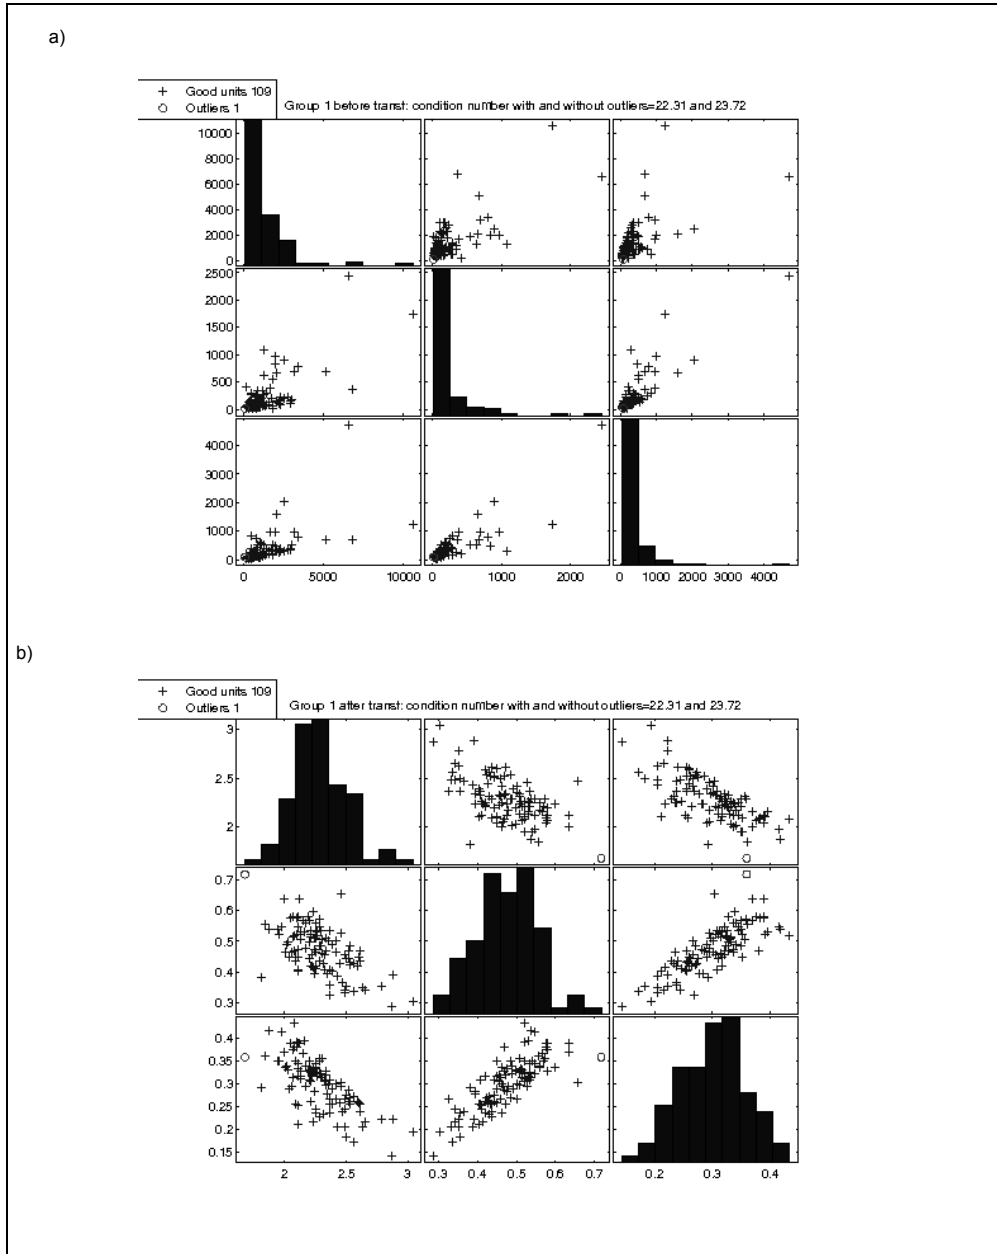 a)
Good units 109
Outliers 1
Group 1 before transf: condition number with and without outliers=22.31 and 23.72
10000
8000
6000
4000
2000
0
2500
2000
1500
1000
500
0
4000
3000
2000
1000
0
0 5000 10000
0 1000 2000
0 1000 2000 3000 4000
b)
Good units 109
Outliers 1
Group 1 after transf: condition number with and without outliers=22.31 and 23.72
3
2.5
2
0.7
0.6
0.5
0.4
0.3
0.4
0.35
0.3
0.25
0.2
0.15
2 2.5 3
0.3 0.4 0.5 0.6 0.7
0.2 0.3 0.4